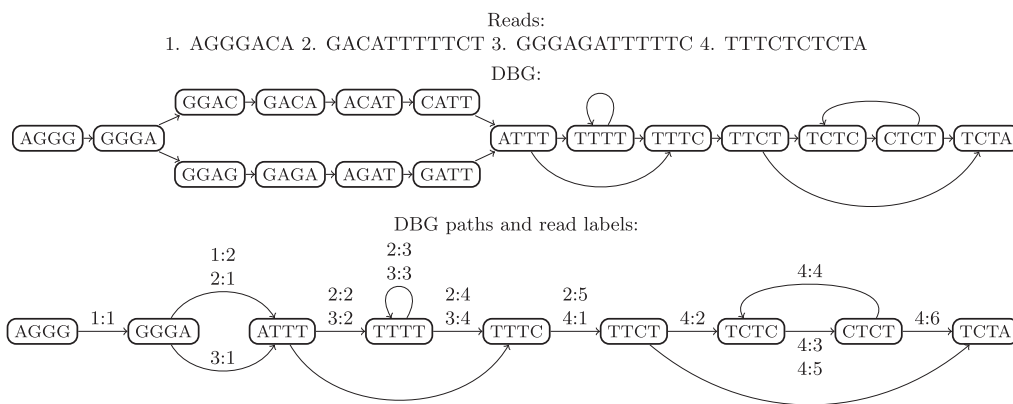 Reads:
1. AGGGACA 2. GACATTTTTCT 3. GGGAGATTTTTC 4. TTTCTCTCTA
DBG:
GGAC GACA ACAT CATT
AGGG GGGA ATTT TTTT TTTC TTCT TCTC CTCT TCTA
GGAG GAGA AGAT GATT
DBG paths and read labels:
1:2 2:3
2:1 2:2 3:3 2:4 2:5 4:4
AGGG 1:1 GGGA ATTT 3:2 TTTT 3:4 TTTC 4:1 TTCT 4:2 TCTC CTCT 4:6 TCTA
3:1 4:3
4:5